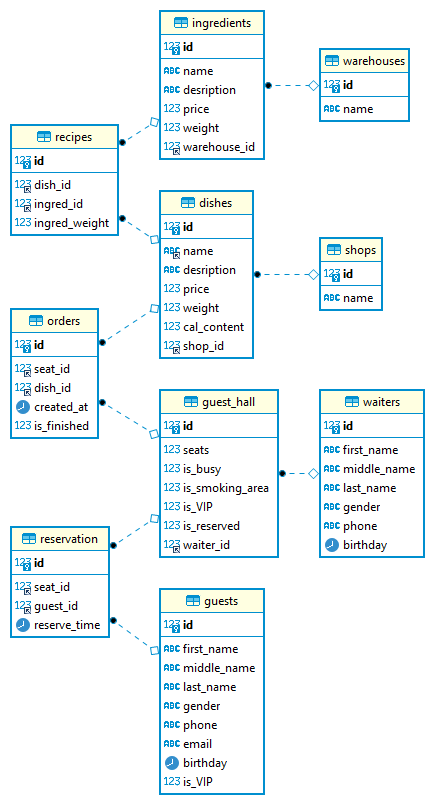 ingredients
123 id
ABC name
ABC desription
123 price
123 weight
123 warehouse_id
warehouses
123 id
ABC name
recipes
123 id
123 dish_id
123 ingred_id
123 ingred_weight
dishes
123 id
ABC name
ABC desription
123 price
123 weight
123 cal_content
123 shop_id
shops
123 id
ABC name
orders
123 id
123 seat_id
123 dish_id
created_at
123 is_finished
guest_hall
123 id
123 seats
123 is_busy
123 is_smoking_area
123 is_VIP
123 is_reserved
123 waiter_id
waiters
123 id
ABC first_name
ABC middle_name
ABC last_name
ABC gender
ABC phone
birthday
reservation
123 id
123 seat_id
123 guest_id
reserve_time
guests
123 id
ABC first_name
ABC middle_name
ABC last_name
ABC gender
ABC phone
ABC email
birthday
123 is_VIP